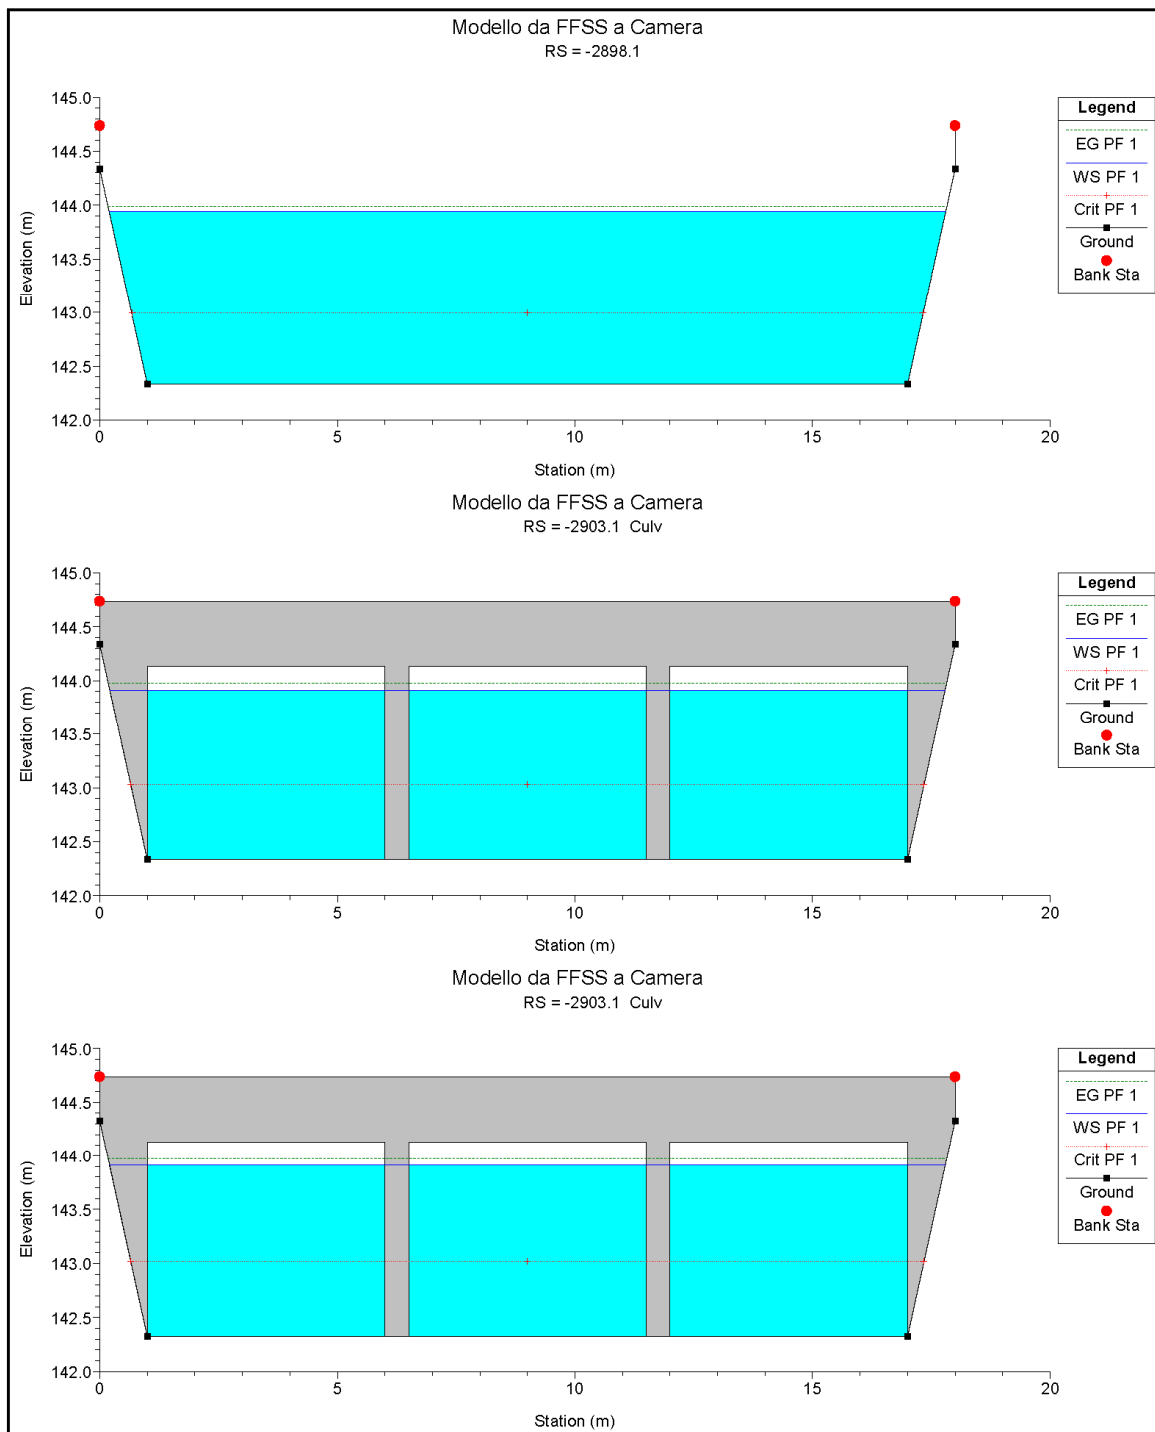 Modello da FFSS a Camera
RS = -2898.1
145.0
144.5
144.0
143.5
143.0
142.5
142.0
Elevation (m)
0 5 10 15 20
Station (m)
Legend
EG PF 1
WS PF 1
Crit PF 1
Ground
Bank Sta
Modello da FFSS a Camera
RS = -2903.1 Culv
145.0
144.5
144.0
143.5
143.0
142.5
142.0
Elevation (m)
0 5 10 15 20
Station (m)
Legend
EG PF 1
WS PF 1
Crit PF 1
Ground
Bank Sta
Modello da FFSS a Camera
RS = -2903.1 Culv
145.0
144.5
144.0
143.5
143.0
142.5
142.0
Elevation (m)
0 5 10 15 20
Station (m)
Legend
EG PF 1
WS PF 1
Crit PF 1
Ground
Bank Sta